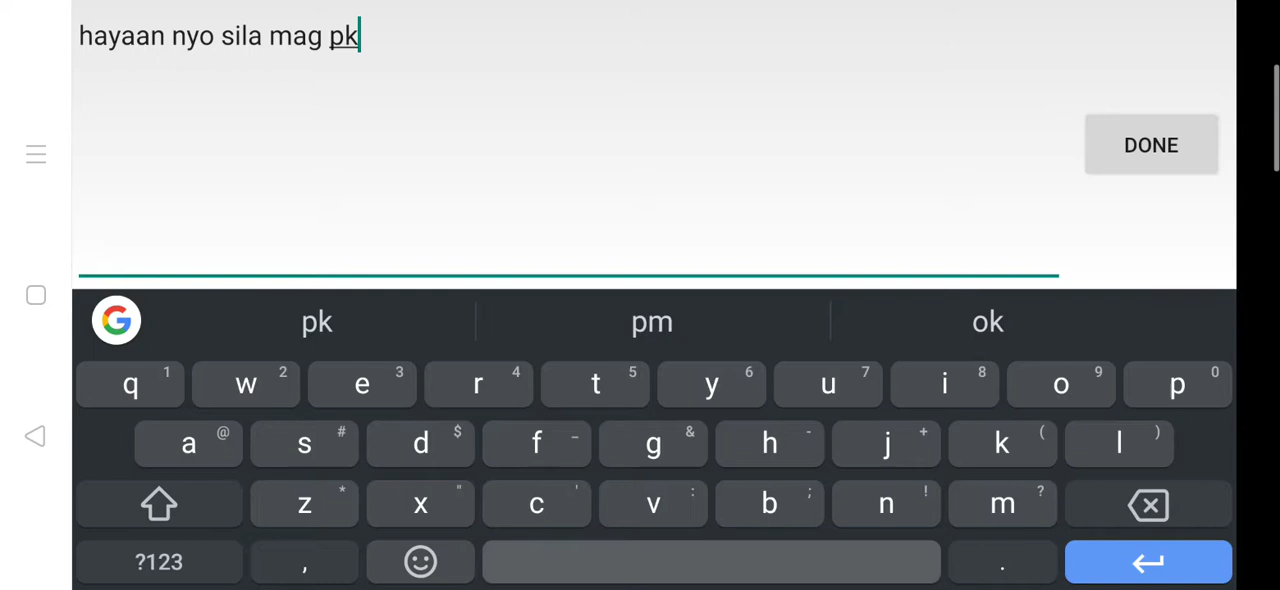 hayaan nyo sila mag pk
DONE
pk pm ok
q 1 w 2 e 3 r 4 t 5 y 6 u 7 i 8 o 9 p 0
a @ s # d $ f _ g & h - j + k ( l )
z * x " c ' v : b ; n ! m ?
?123 , .